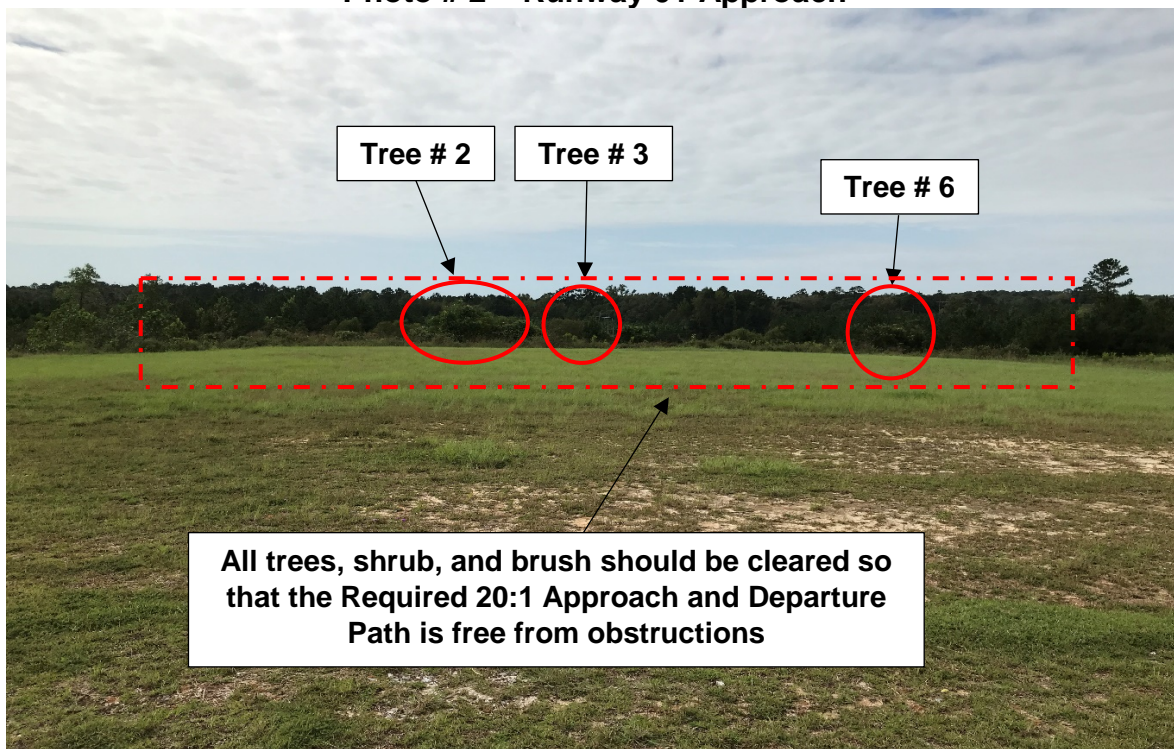 Photo # 2 – Runway Approach
Tree # 2
Tree # 3
Tree # 6
All trees, shrub, and brush should be cleared so
that the Required 20:1 Approach and Departure
Path is free from obstructions